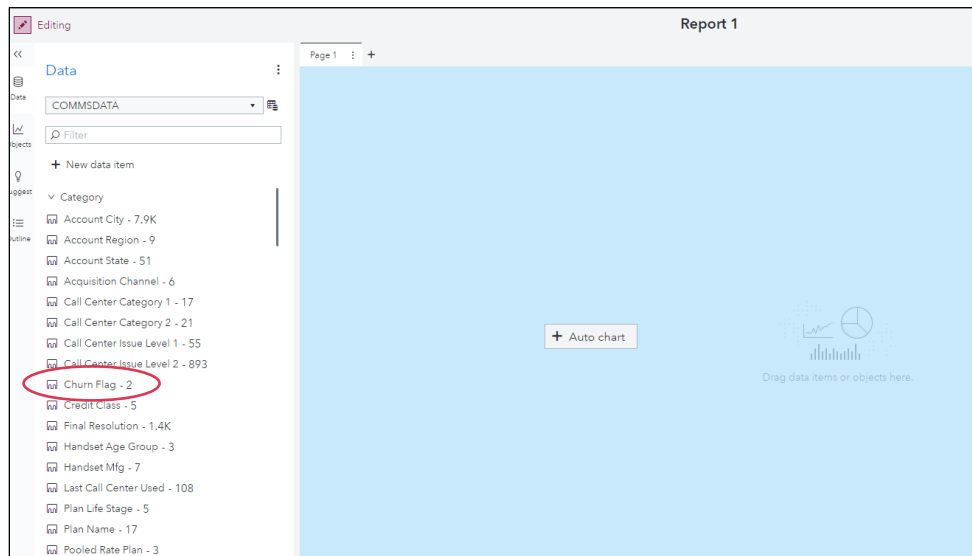 Editing
Report 1
Data
bjects
uggest
utline
Data
COMMSDATA
Filter
+ New data item
Category
Account City - 7.9K
Account Region - 9
Account State - 51
Acquisition Channel - 6
Call Center Category 1 - 17
Call Center Category 2 - 21
Call Center Issue Level 1 - 55
Call Center Issue Level 2 - 893
Churn Flag - 2
Credit Class - 5
Final Resolution - 1.4K
Handset Age Group - 3
Handset Mfg - 7
Last Call Center Used - 108
Plan Life Stage - 5
Plan Name - 17
Pooled Rate Plan - 3
Page 1 +
+ Auto chart
Drag data items or objects here.